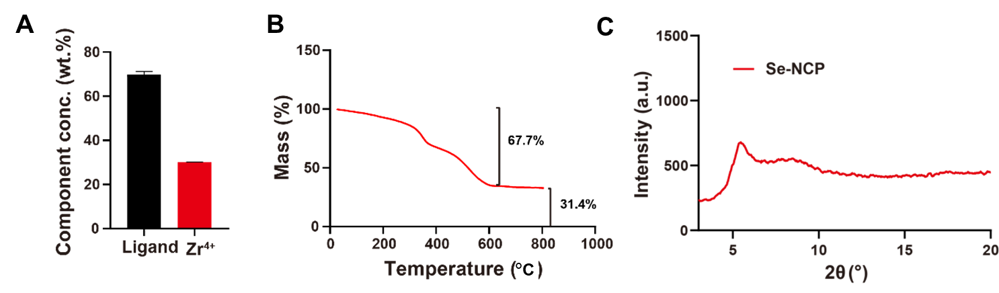 A
Component conc. (wt.%)
80
60
40
20
0
Ligand
Zr⁴⁺
B
Mass (%)
150
100
50
0
67.7%
31.4%
0
200
400
600
800
1000
Temperature (°C)
C
Intensity (a.u.)
1500
1000
500
0
Se-NCP
5
10
15
20
2θ (°)